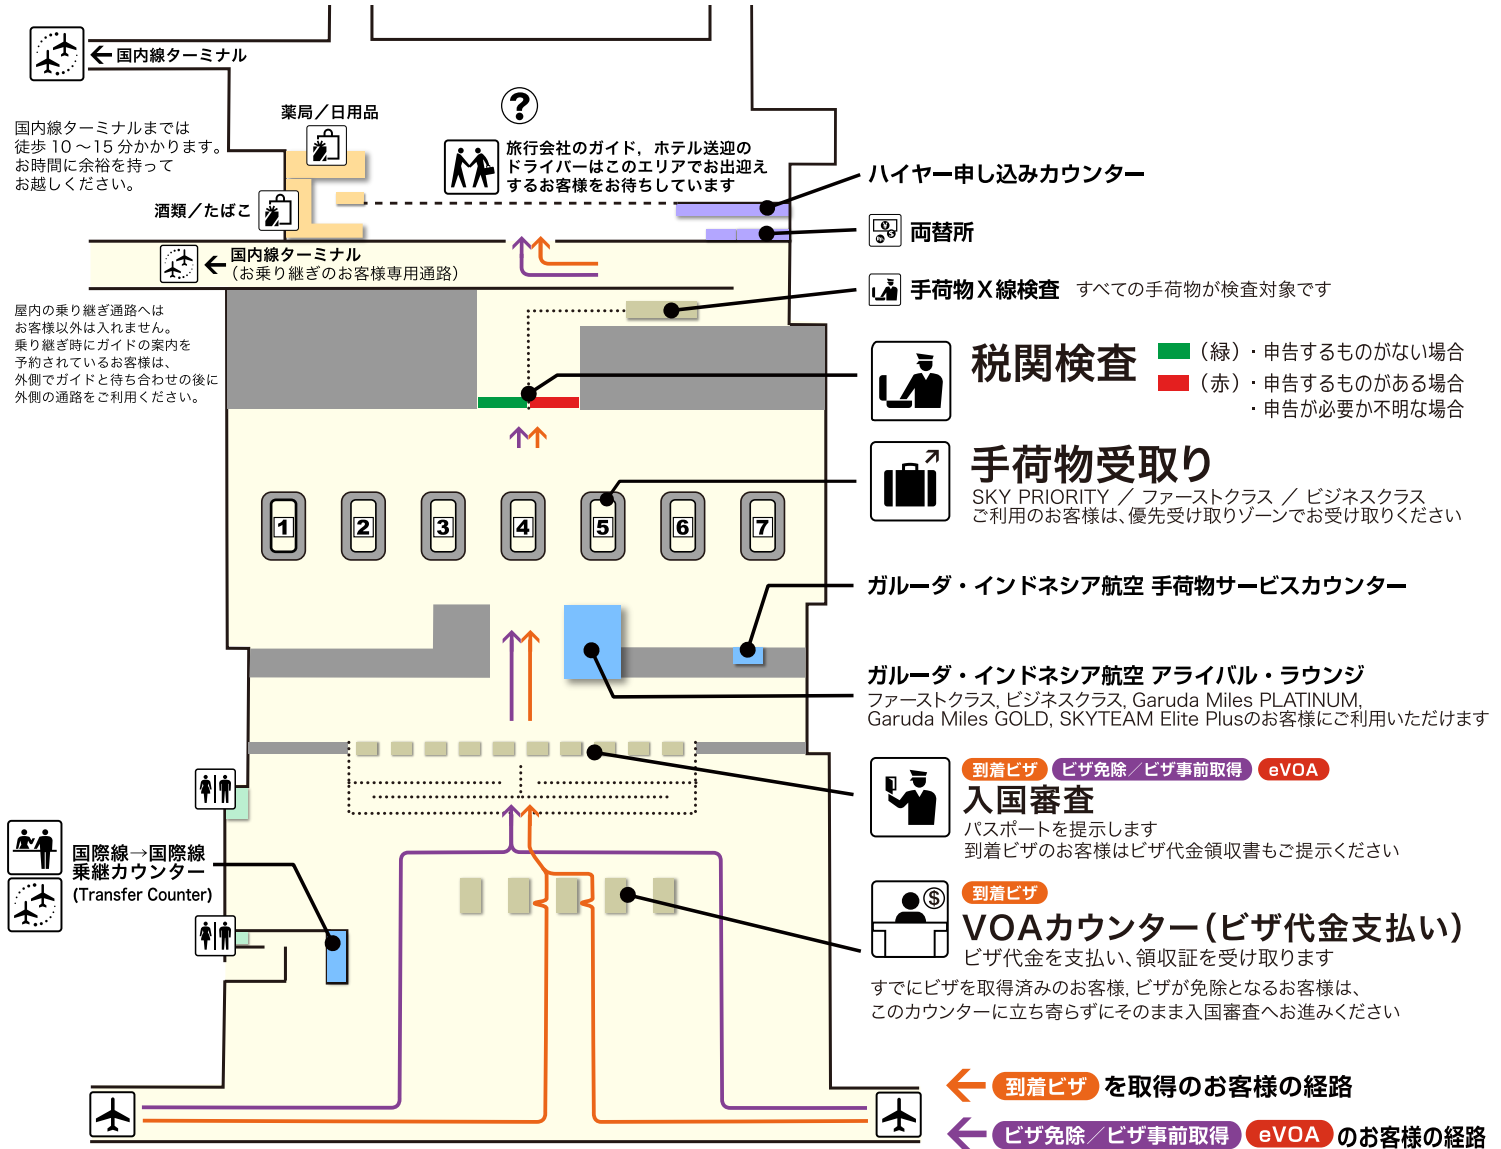 国内線ターミナル
国内線ターミナルまでは
徒歩 10 ～15 分かかります。
お時間に余裕を持って
お越しください。
薬局／日用品
酒類／たばこ
?
旅行会社のガイド, ホテル送迎の
ドライバーはこのエリアでお出迎え
するお客様をお待ちしています
ハイヤー申し込みカウンター
両替所
国内線ターミナル
（お乗り継ぎのお客様専用通路）
手荷物X線検査 すべての手荷物が検査対象です
屋内の乗り継ぎ通路へは
お客様以外は入れません。
乗り継ぎ時にガイドの案内を
予約されているお客様は、
外側でガイドと待ち合わせの後に
外側の通路をご利用ください。
税関検査
（緑）・申告するものがない場合
（赤）・申告するものがある場合
・申告が必要か不明な場合
手荷物受取り
SKY PRIORITY ／ ファーストクラス ／ ビジネスクラス
ご利用のお客様は、優先受け取りゾーンでお受け取りください
1 2 3 4 5 6 7
ガルーダ・インドネシア航空 手荷物サービスカウンター
ガルーダ・インドネシア航空 アライバル・ラウンジ
ファーストクラス, ビジネスクラス, Garuda Miles PLATINUM,
Garuda Miles GOLD, SKYTEAM Elite Plusのお客様にご利用いただけます
到着ビザ ビザ免除／ビザ事前取得 eVOA
入国審査
パスポートを提示します
到着ビザのお客様はビザ代金領収書もご提示ください
国際線→国際線
乗継カウンター
(Transfer Counter)
$
到着ビザ
VOAカウンター（ビザ代金支払い）
ビザ代金を支払い、領収証を受け取ります
すでにビザを取得済みのお客様, ビザが免除となるお客様は、
このカウンターに立ち寄らずにそのまま入国審査へお進みください
到着ビザ を取得のお客様の経路
ビザ免除／ビザ事前取得 eVOA のお客様の経路